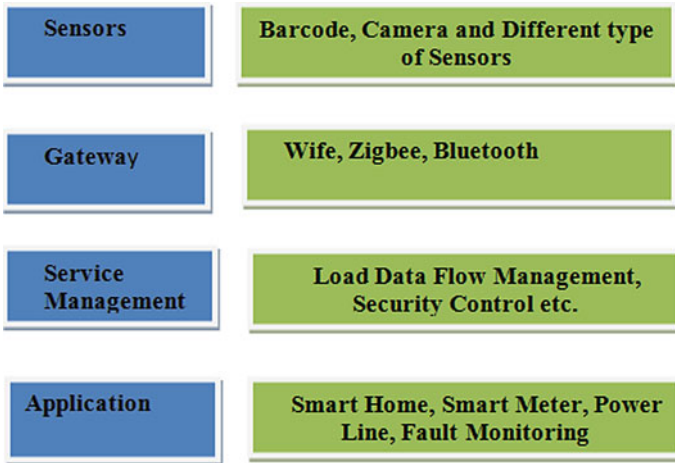 Sensors
Barcode, Camera and Different type
of Sensors
Gateway
Wife, Zigbee, Bluetooth
Service
Management
Load Data Flow Management,
Security Control etc.
Application
Smart Home, Smart Meter, Power
Line, Fault Monitoring